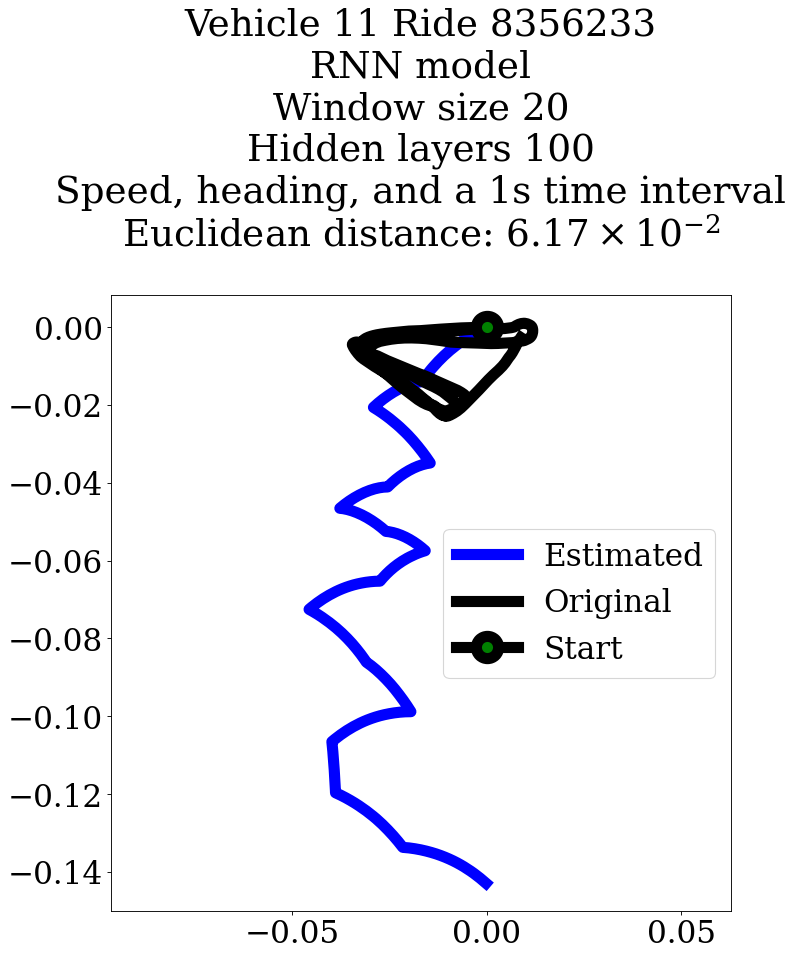 Vehicle 11 Ride 8356233
RNN model
Window size 20
Hidden layers 100
Speed, heading, and a 1s time interval
Euclidean distance: 6.17 × 10⁻²
0.00
−0.02
−0.04
−0.06
−0.08
−0.10
−0.12
−0.14
Estimated
Original
Start
−0.05
0.00
0.05